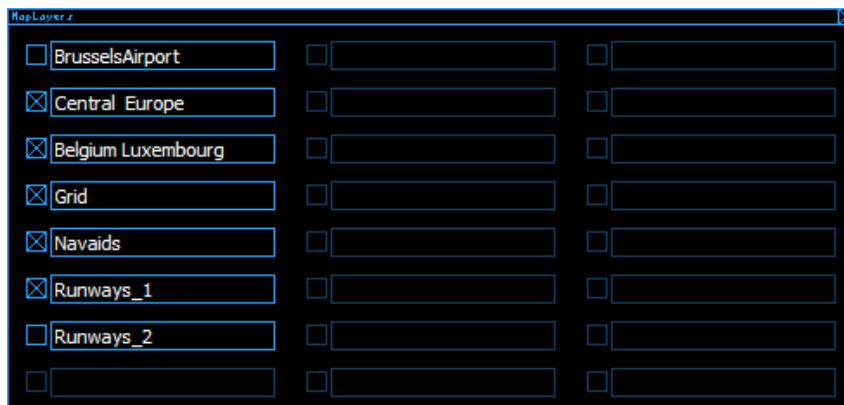 MapLayers
BrusselsAirport
Central Europe
Belgium Luxembourg
Grid
Navaids
Runways_1
Runways_2